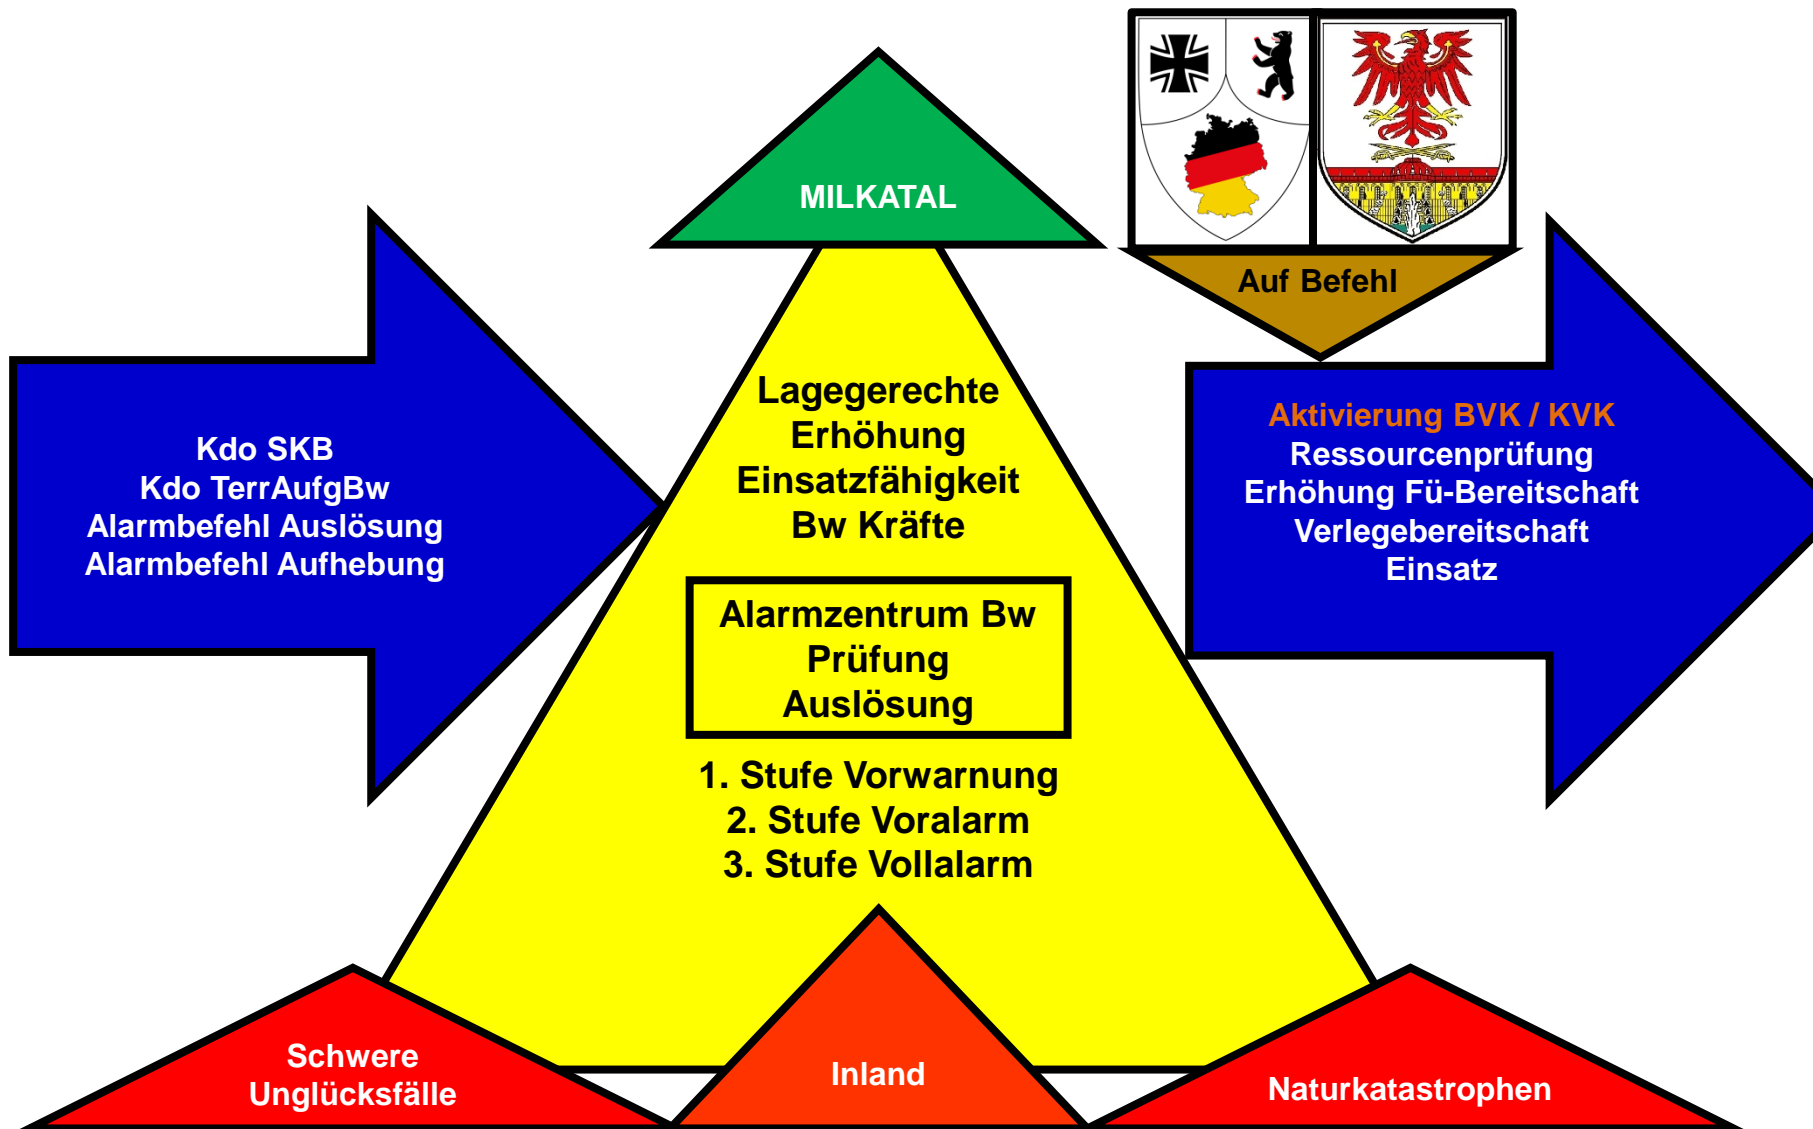 MILKATAL
Auf Befehl
Kdo SKB
Kdo TerrAufgBw
Alarmbefehl Auslösung
Alarmbefehl Aufhebung
Lagegerechte
Erhöhung
Einsatzfähigkeit
Bw Kräfte
Alarmzentrum Bw
Prüfung
Auslösung
1. Stufe Vorwarnung
2. Stufe Voralarm
3. Stufe Vollalarm
Aktivierung BVK / KVK
Ressourcenprüfung
Erhöhung Fü-Bereitschaft
Verlegebereitschaft
Einsatz
Schwere
Unglücksfälle
Inland
Naturkatastrophen